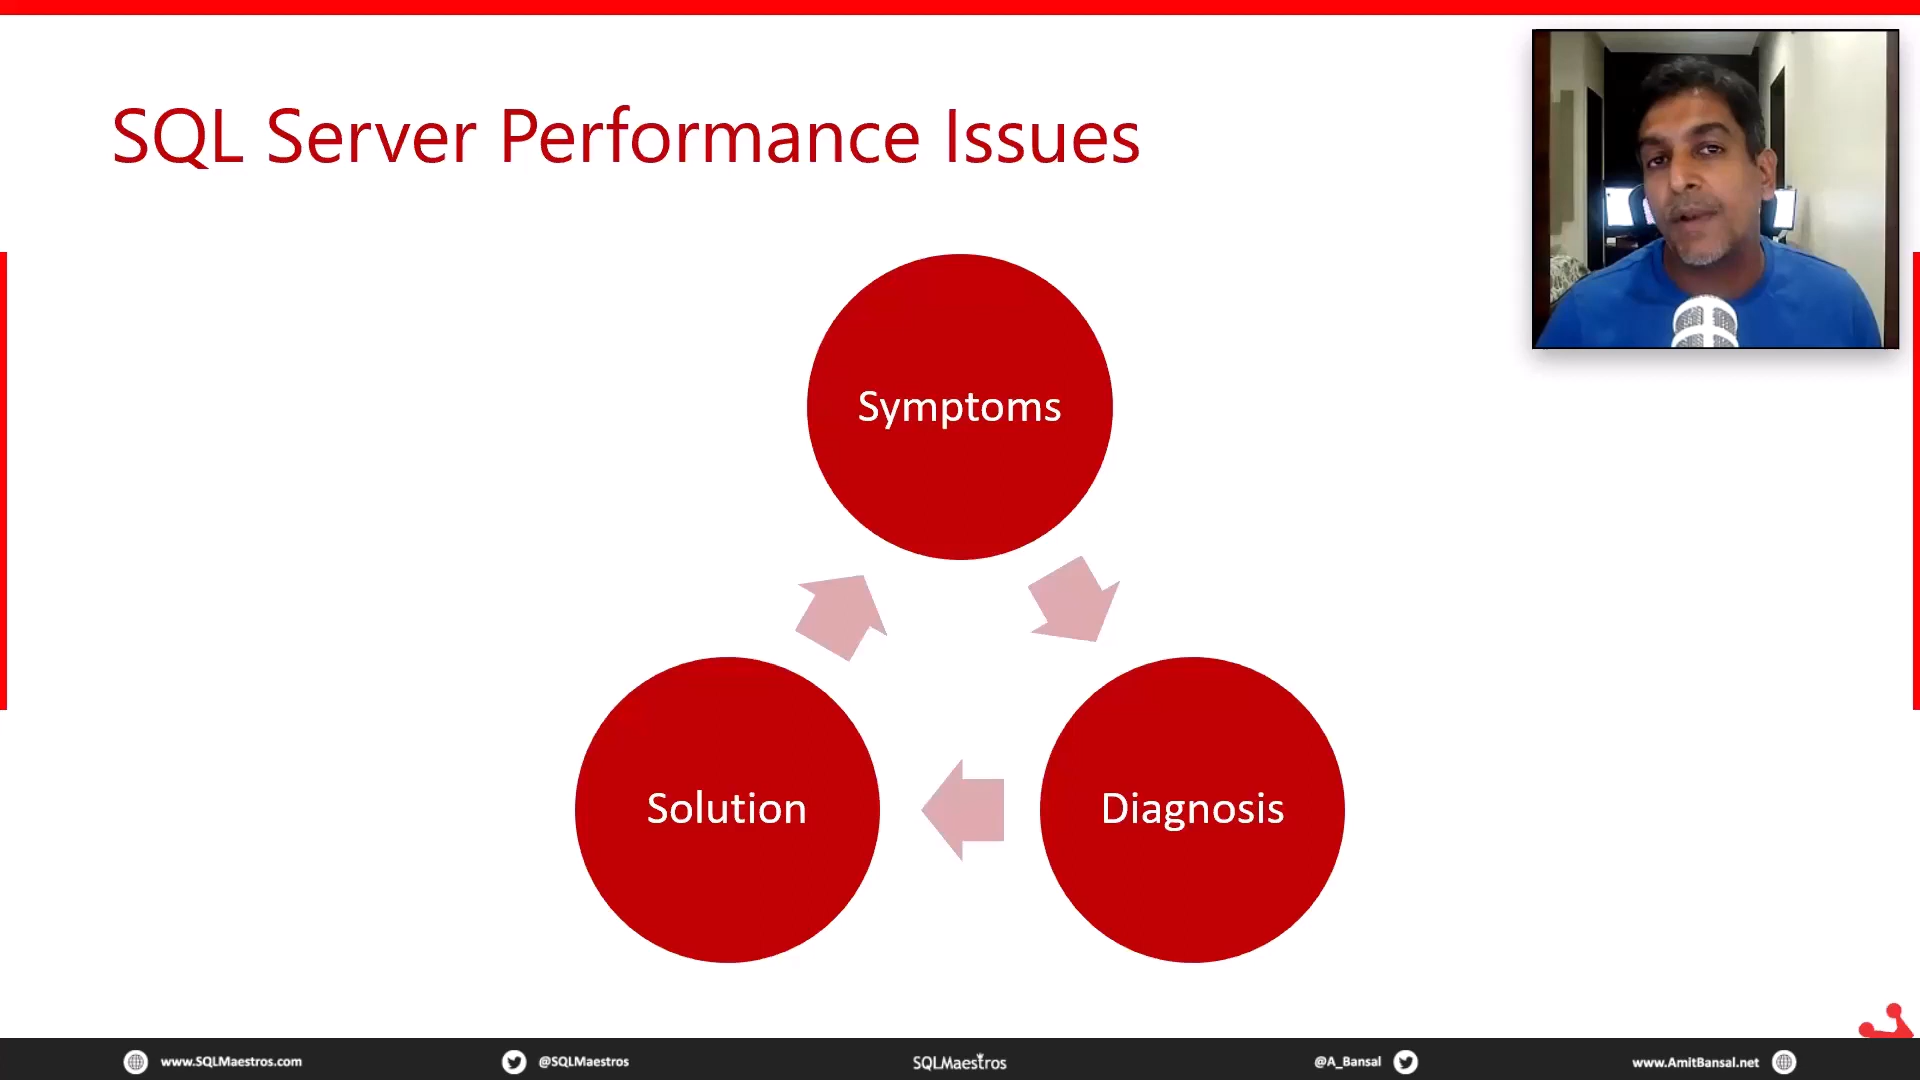 SQL Server Performance Issues
Symptoms
Solution
Diagnosis
www.SQLMaestros.com
@SQLMaestros
SQLMaestros
@A_Bansal
www.AmitBansal.net